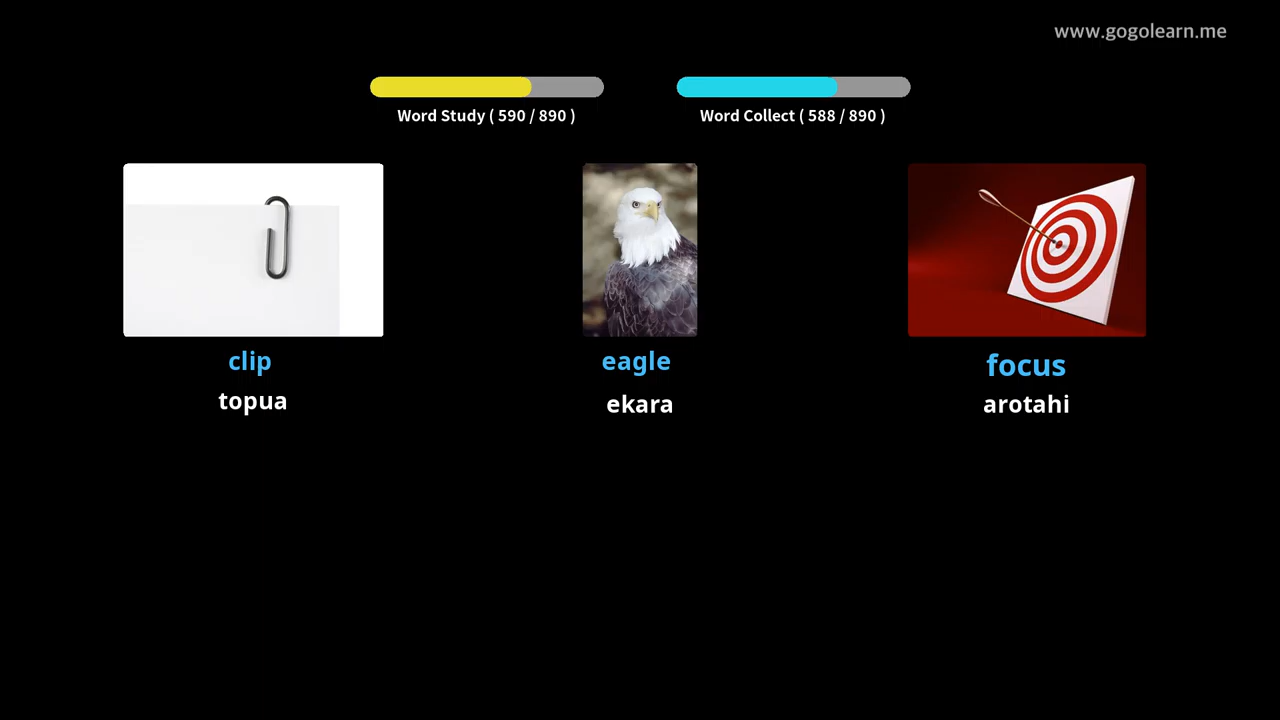 www.gogolearn.me
Word Study ( 590 / 890 )
Word Collect ( 588 / 890 )
clip
eagle
focus
topua
ekara
arotahi